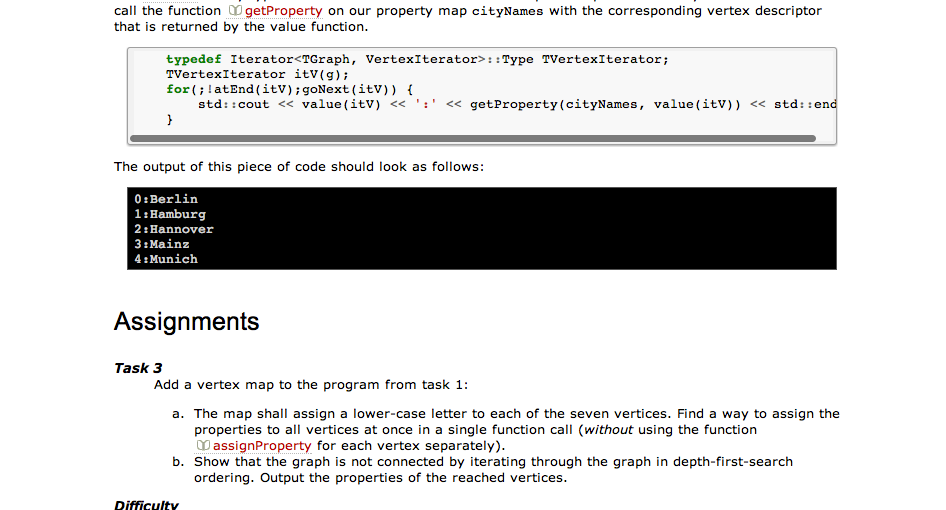 call the function getProperty on our property map cityNames with the corresponding vertex descriptor
that is returned by the value function.
typedef Iterator<TGraph, VertexIterator>::Type TVertexIterator;
TVertexIterator itV(g);
for(;!atEnd(itV);goNext(itV)) {
    std::cout << value(itV) << ':' << getProperty(cityNames, value(itV)) << std::end
}
The output of this piece of code should look as follows:
0:Berlin
1:Hamburg
2:Hannover
3:Mainz
4:Munich
Assignments
Task 3
Add a vertex map to the program from task 1:
a. The map shall assign a lower-case letter to each of the seven vertices. Find a way to assign the
properties to all vertices at once in a single function call (without using the function
assignProperty for each vertex separately).
b. Show that the graph is not connected by iterating through the graph in depth-first-search
ordering. Output the properties of the reached vertices.
Difficulty